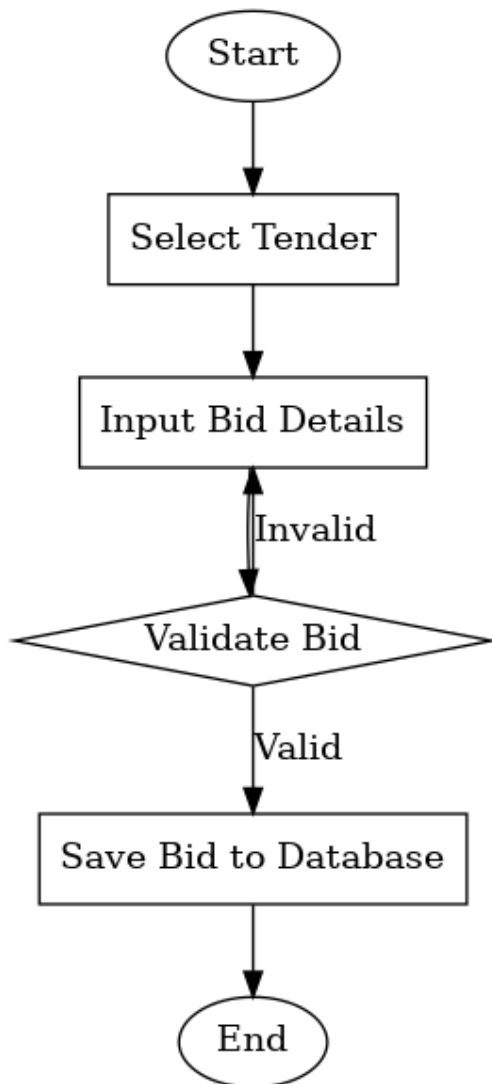 Start
Select Tender
Input Bid Details
Invalid
Validate Bid
Valid
Save Bid to Database
End